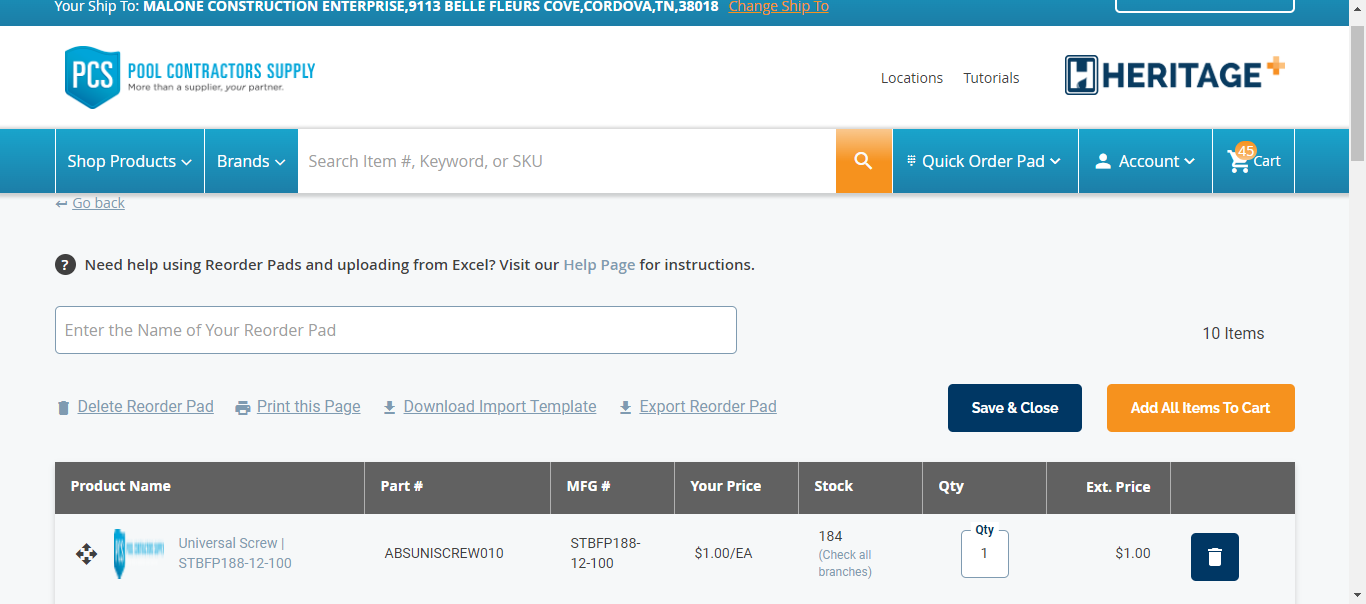 Your Ship To: MALONE CONSTRUCTION ENTERPRISE,9113 BELLE FLEURS COVE,CORDOVA,TN,38018 Change Ship To
PCS POOL CONTRACTORS SUPPLY
More than a supplier, your partner.
Locations Tutorials
HERITAGE+
Shop Products Brands Search Item #, Keyword, or SKU Quick Order Pad Account 45 Cart
Go back
? Need help using Reorder Pads and uploading from Excel? Visit our Help Page for instructions.
Enter the Name of Your Reorder Pad
10 Items
Delete Reorder Pad Print this Page Download Import Template Export Reorder Pad Save & Close Add All Items To Cart
Product Name Part # MFG # Your Price Stock Qty Ext. Price
Universal Screw |
STBFP188-12-100
ABSUNISCREW010
STBFP188-
12-100
$1.00/EA
184
(Check all
branches)
Qty
1
$1.00